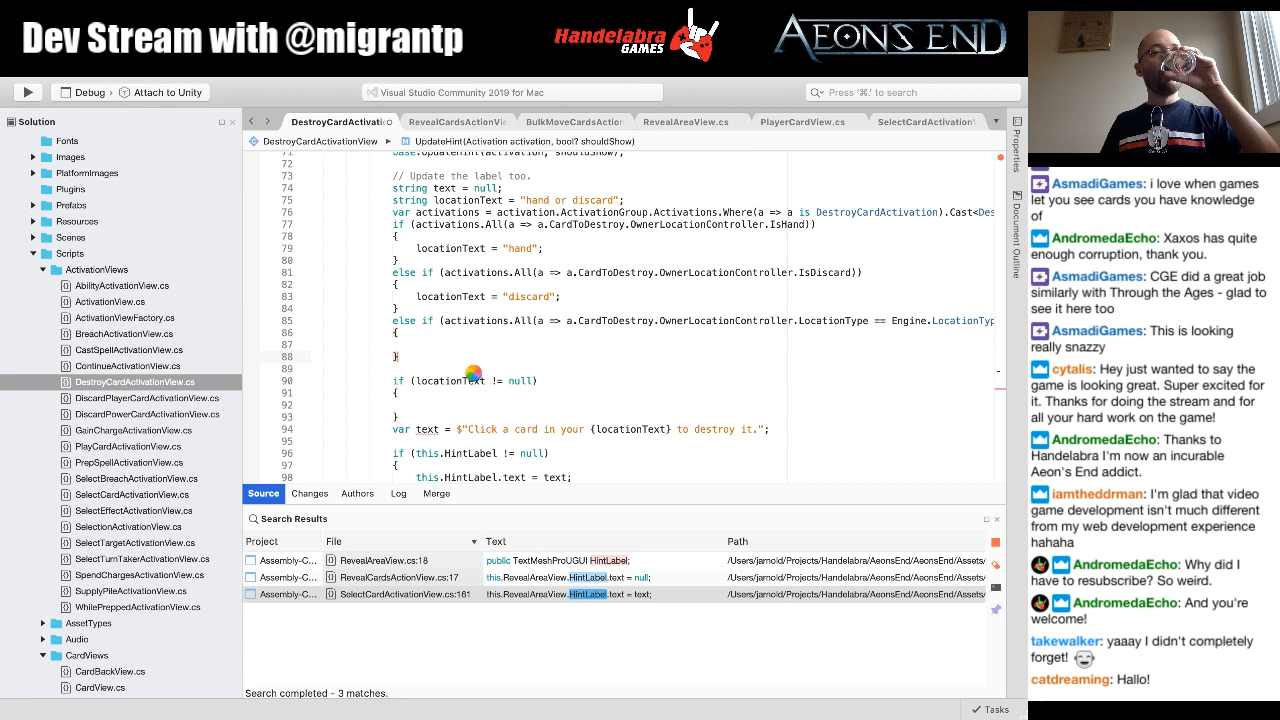 Dev Stream with @migrantp
Handelabra
GAMES
AEON'S END
Debug › Attach to Unity
Visual Studio Community 2019 for Mac
Press '⌘.' to search
Solution
DestroyCardActivati
RevealCardsActionVi
BulkMoveCardsAction
RevealAreaView.cs
PlayerCardView.cs
SelectCardActivation
DestroyCardActivationView
UpdateHint(Activation activation, bool? shouldShow)
Fonts
Images
PlatformImages
Plugins
Prefabs
Resources
Scenes
Scripts
ActivationViews
AbilityActivationView.cs
ActivationView.cs
ActivationViewFactory.cs
BreachActivationView.cs
CastSpellActivationView.cs
ContinueActivationView.cs
DestroyCardActivationView.cs
DiscardPlayerCardActivationView.cs
DiscardPowerCardActivationView.cs
GainChargeActivationView.cs
PlayCardActivationView.cs
PrepSpellActivationView.cs
SelectBreachActivationView.cs
SelectCardActivationView.cs
SelectEffectActivationView.cs
SelectionActivationView.cs
SelectTargetActivationView.cs
SelectTurnTakerActivationView.cs
SpendChargesActivationView.cs
SupplyPileActivationView.cs
WhilePreppedActivationView.cs
AssetTypes
Audio
CardViews
CardBackView.cs
CardView.cs
71 base.UpdateHint(activation, shouldShow);
72
73 // Update the label too.
74 string text = null;
75 string locationText = "hand or discard";
76 var activations = activation.ActivationGroup.Activations.Where(a => a is DestroyCardActivation).Cast<Des
77 if (activations.All(a => a.CardToDestroy.OwnerLocationController.IsHand))
78 {
79 locationText = "hand";
80 }
81 else if (activations.All(a => a.CardToDestroy.OwnerLocationController.IsDiscard))
82 {
83 locationText = "discard";
84 }
85 else if (activations.All(a => a.CardToDestroy.OwnerLocationController.LocationType == Engine.LocationTyp
86 {
87
88 }
89
90 if (locationText != null)
91 {
92
93 }
94 var text = $"Click a card in your {locationText} to destroy it.";
95
96 if (this.HintLabel != null)
97 {
98 this.HintLabel.text = text;
Source Changes Authors Log Merge
Search Results
Project File Text Path
Assembly-C... RevealAreaView.cs:18 public TextMeshProUGUI HintLabel; /Users/jarnold/Projects/Handelabra/AeonsEnd/AeonsEnd/Assets/
Assembly-C... RevealCardsActionView.cs:17 this.RevealAreaView.HintLabel.text = null; /Users/jarnold/Projects/Handelabra/AeonsEnd/AeonsEnd/Assets/
Assembly-C... SelectCardActivationView.cs:161 this.RevealAreaView.HintLabel.text = text; /Users/jarnold/Projects/Handelabra/AeonsEnd/AeonsEnd/Assets/
Search completed - 3 matches.
Tasks
Properties
Document Outline
AsmadiGames: i love when games
let you see cards you have knowledge
of
AndromedaEcho: Xaxos has quite
enough corruption, thank you.
AsmadiGames: CGE did a great job
similarly with Through the Ages - glad to
see it here too
AsmadiGames: This is looking
really snazzy
cytalis: Hey just wanted to say the
game is looking great. Super excited for
it. Thanks for doing the stream and for
all your hard work on the game!
AndromedaEcho: Thanks to
Handelabra I'm now an incurable
Aeon's End addict.
iamtheddrman: I'm glad that video
game development isn't much different
from my web development experience
hahaha
AndromedaEcho: Why did I
have to resubscribe? So weird.
AndromedaEcho: And you're
welcome!
takewalker: yaaay I didn't completely
forget!
catdreaming: Hallo!